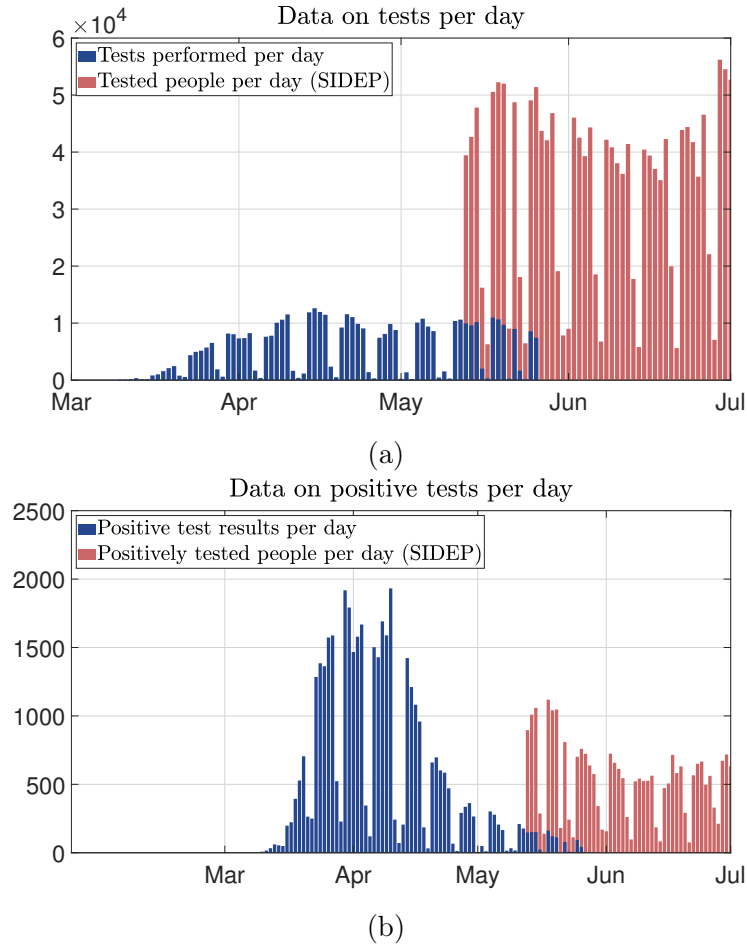 Data on tests per day
×10⁴
6
Tests performed per day
Tested people per day (SIDEP)
5
4
3
2
1
0
Mar Apr May Jun Jul
(a)
Data on positive tests per day
2500
Positive test results per day
Positively tested people per day (SIDEP)
2000
1500
1000
500
0
Mar Apr May Jun Jul
(b)